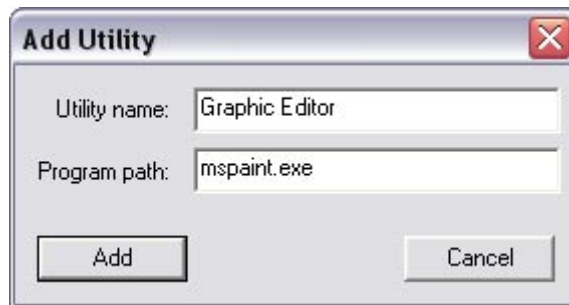 Add Utility
Utility name: Graphic Editor
Program path: mspaint.exe
Add Cancel